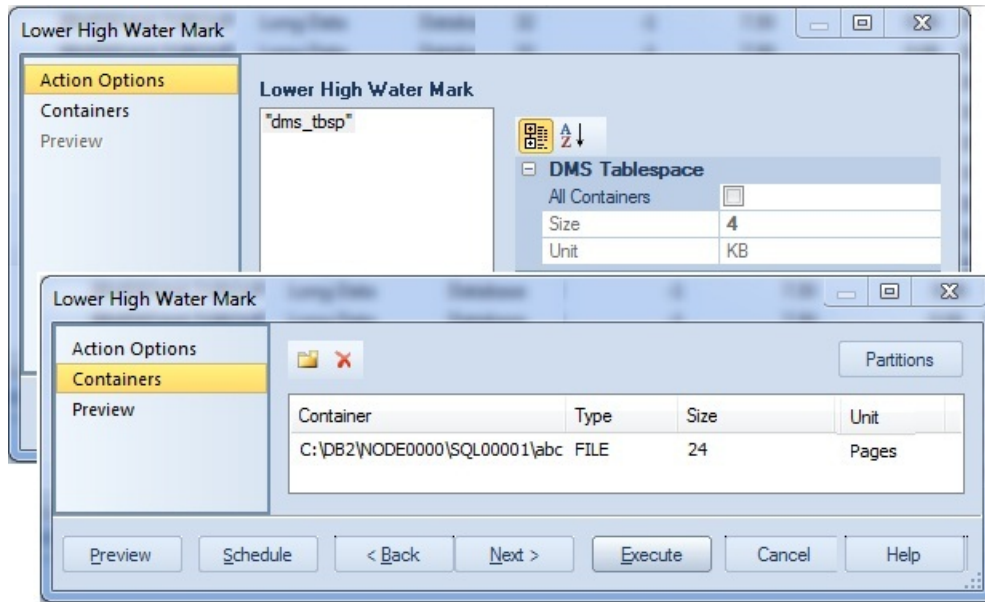 Lower High Water Mark
Action Options
Containers
Preview
Lower High Water Mark
"dms_tbsp"
A
Z
DMS Tablespace
All Containers
Size 4
Unit KB
Lower High Water Mark
Action Options
Containers
Preview
Partitions
Container Type Size Unit
C:\DB2\NODE0000\SQL00001\abc FILE 24 Pages
Preview Schedule < Back Next > Execute Cancel Help